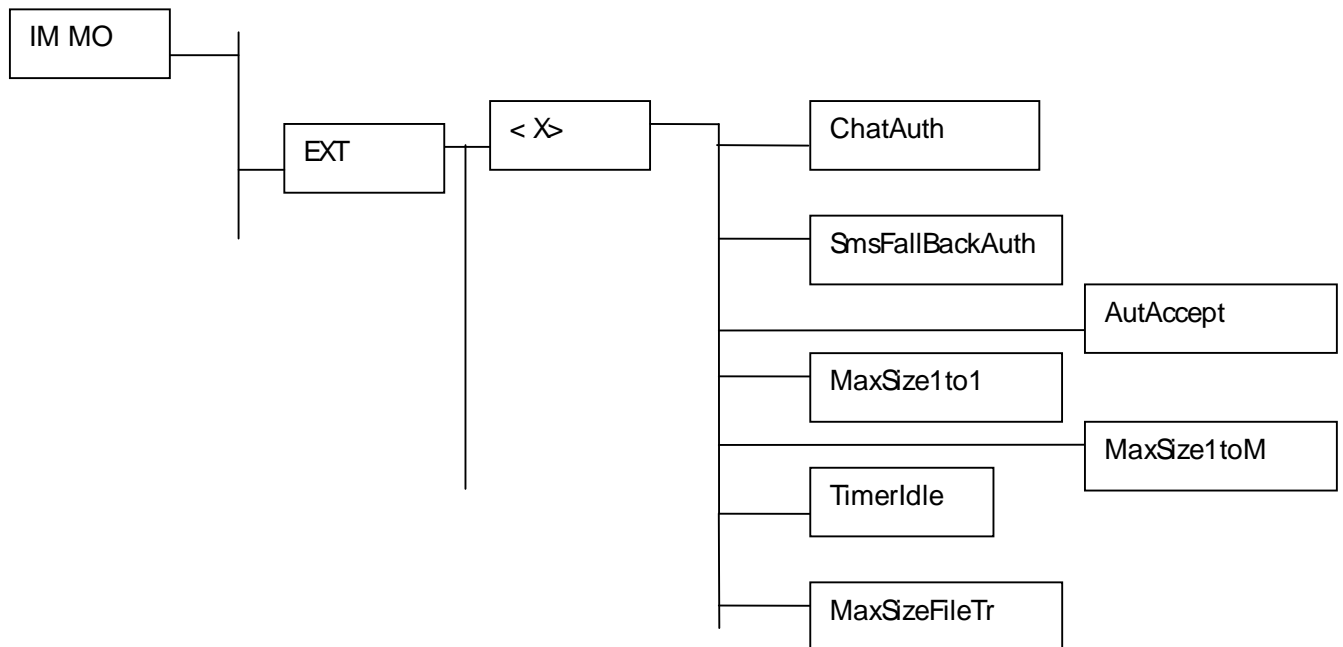 IM MO
EXT
< X>
ChatAuth
SmsFallBackAuth
AutAccept
MaxSize1to1
MaxSize1toM
TimerIdle
MaxSizeFileTr